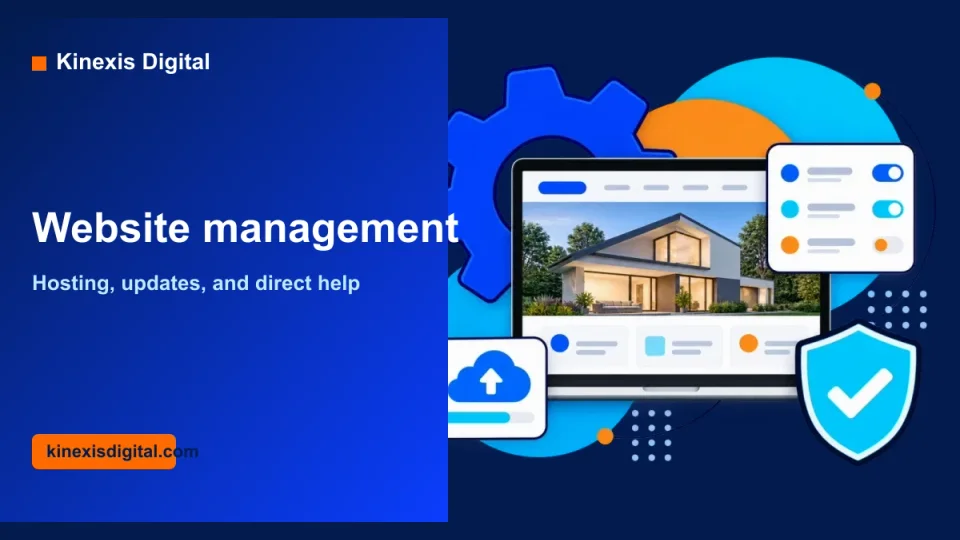 Kinexis Digital
Website management
Hosting, updates, and direct help
kinexisdigital.com